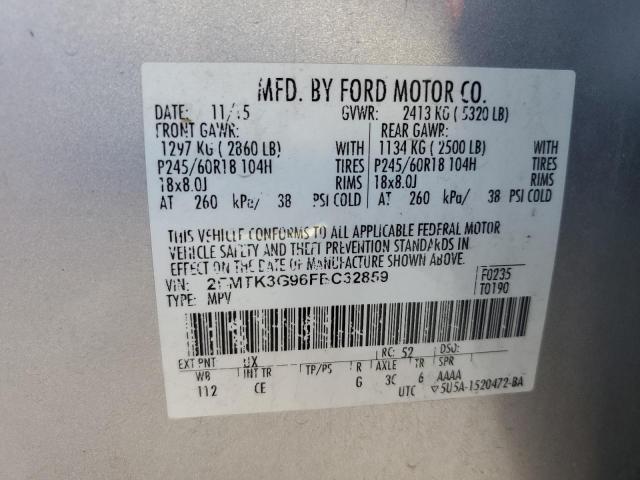 MFD. BY FORD MOTOR CO.
DATE: 11/15 GVWR: 2413 KG ( 5320 LB)
FRONT GAWR: REAR GAWR:
1297 KG ( 2860 LB) WITH 1134 KG ( 2500 LB) WITH
P245/60R18 104H TIRES P245/60R18 104H TIRES
18x8.0J RIMS 18x8.0J RIMS
AT 260 kPa/ 38 PSI COLD AT 260 kPa/ 38 PSI COLD
THIS VEHICLE CONFORMS TO ALL APPLICABLE FEDERAL MOTOR
VEHICLE SAFETY AND THEFT PREVENTION STANDARDS IN
EFFECT ON THE DATE OF MANUFACTURE SHOWN ABOVE.
VIN: F0235
TYPE: MPV T0190
EXT PNT UX RC: 52 DSO:
WB INT TR TP/PS R AXLE TR SPR
112 CE G 3C 6 AAAA
UTC ▽5U5A-1520472-BA